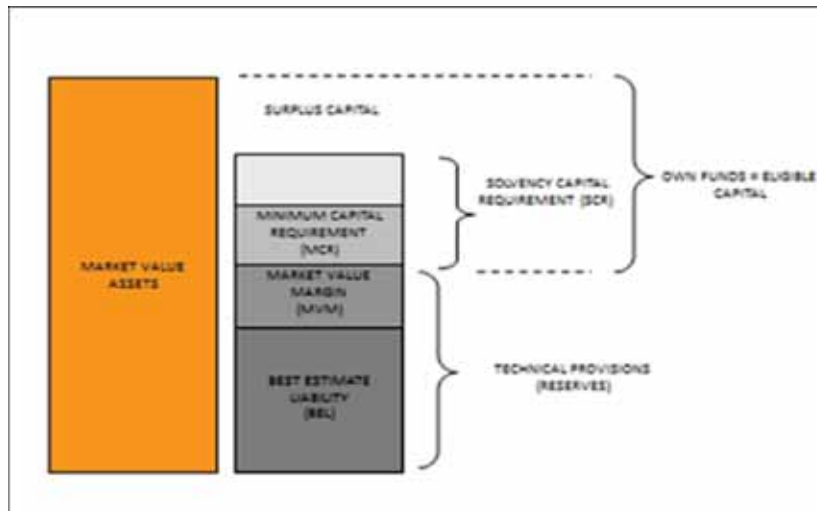 SURPLUS CAPITAL
SOLVENCY CAPITAL
REQUIREMENT (SCR)
OWN FUNDS = ELIGIBLE
CAPITAL
MINIMUM CAPITAL
REQUIREMENT
(MCR)
MARKET VALUE
ASSETS
MARKET VALUE
MARGIN
(MVM)
BEST ESTIMATE
LIABILITY
(BEL)
TECHNICAL PROVISIONS
(RESERVES)